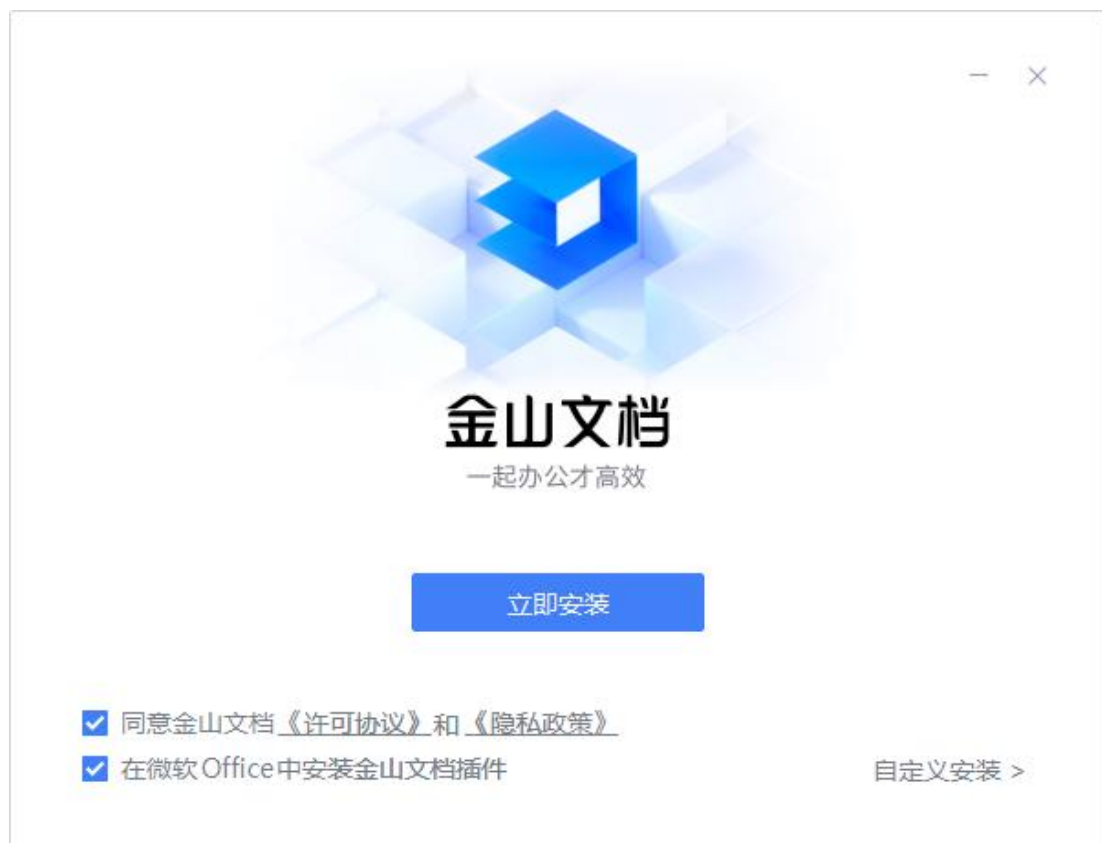 金山文档
一起办公才高效
立即安装
同意金山文档《许可协议》和《隐私政策》
在微软Office中安装金山文档插件
自定义安装 >